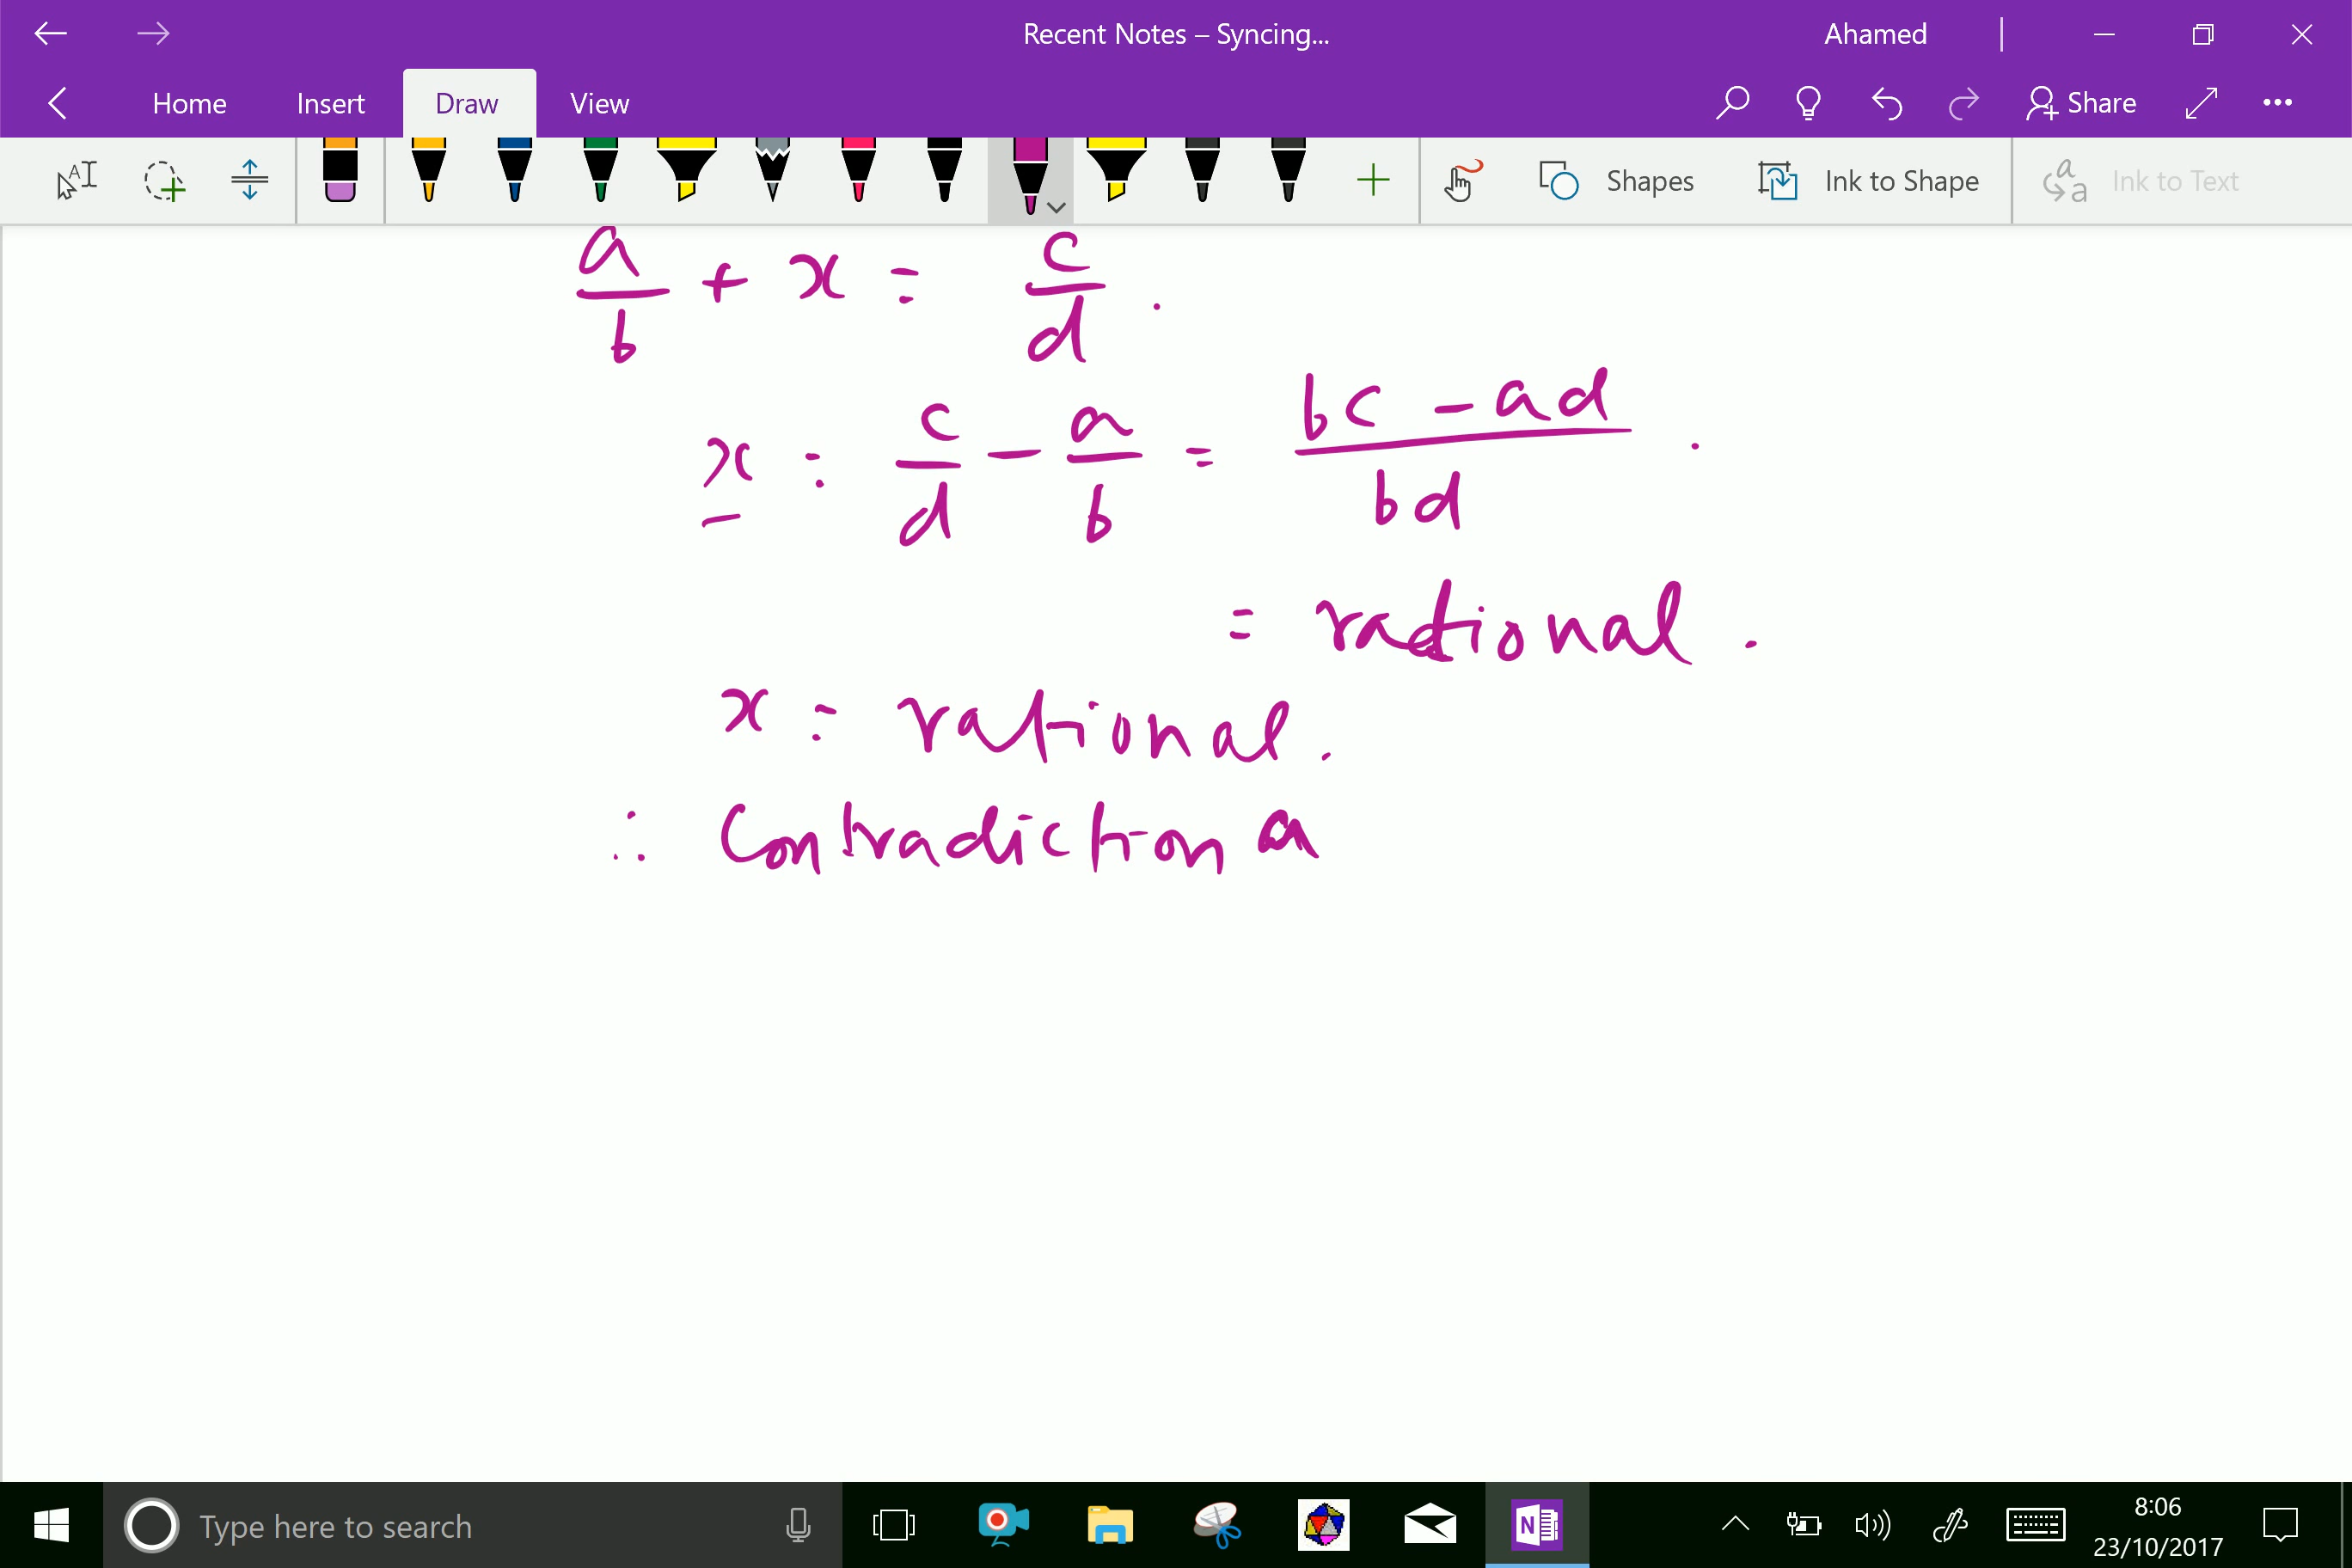 Recent Notes – Syncing...
Ahamed
Home Insert Draw View Share
Shapes Ink to Shape Ink to Text
a/b + x = c/d .
x = c/d − a/b = (bc − ad)/bd .
= rational .
x = rational .
∴ Contradiction
Type here to search
8:06
23/10/2017